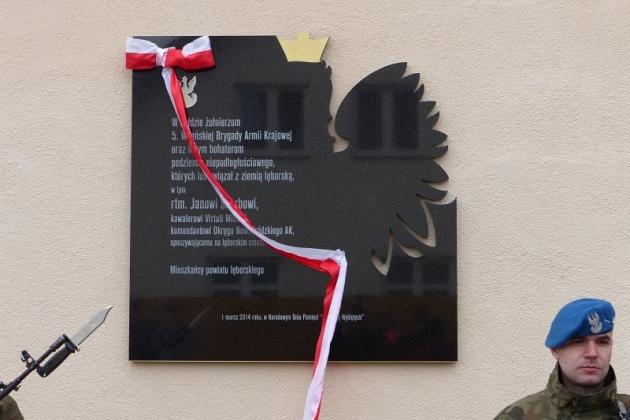 żołnierzom
5. Brygady Armii Krajowej
oraz bohaterom
niepodległościowego,
których związał z ziemią lęborską,
w tym
rtm. Janowi
kawalerowi Virtuti
komendantowi Okręgu AK,
spoczywającemu na lęborskim
Mieszkańcy powiatu lęborskiego
1 marca 2014 roku, w Narodowym Dniu Pamięci Wyklętych"